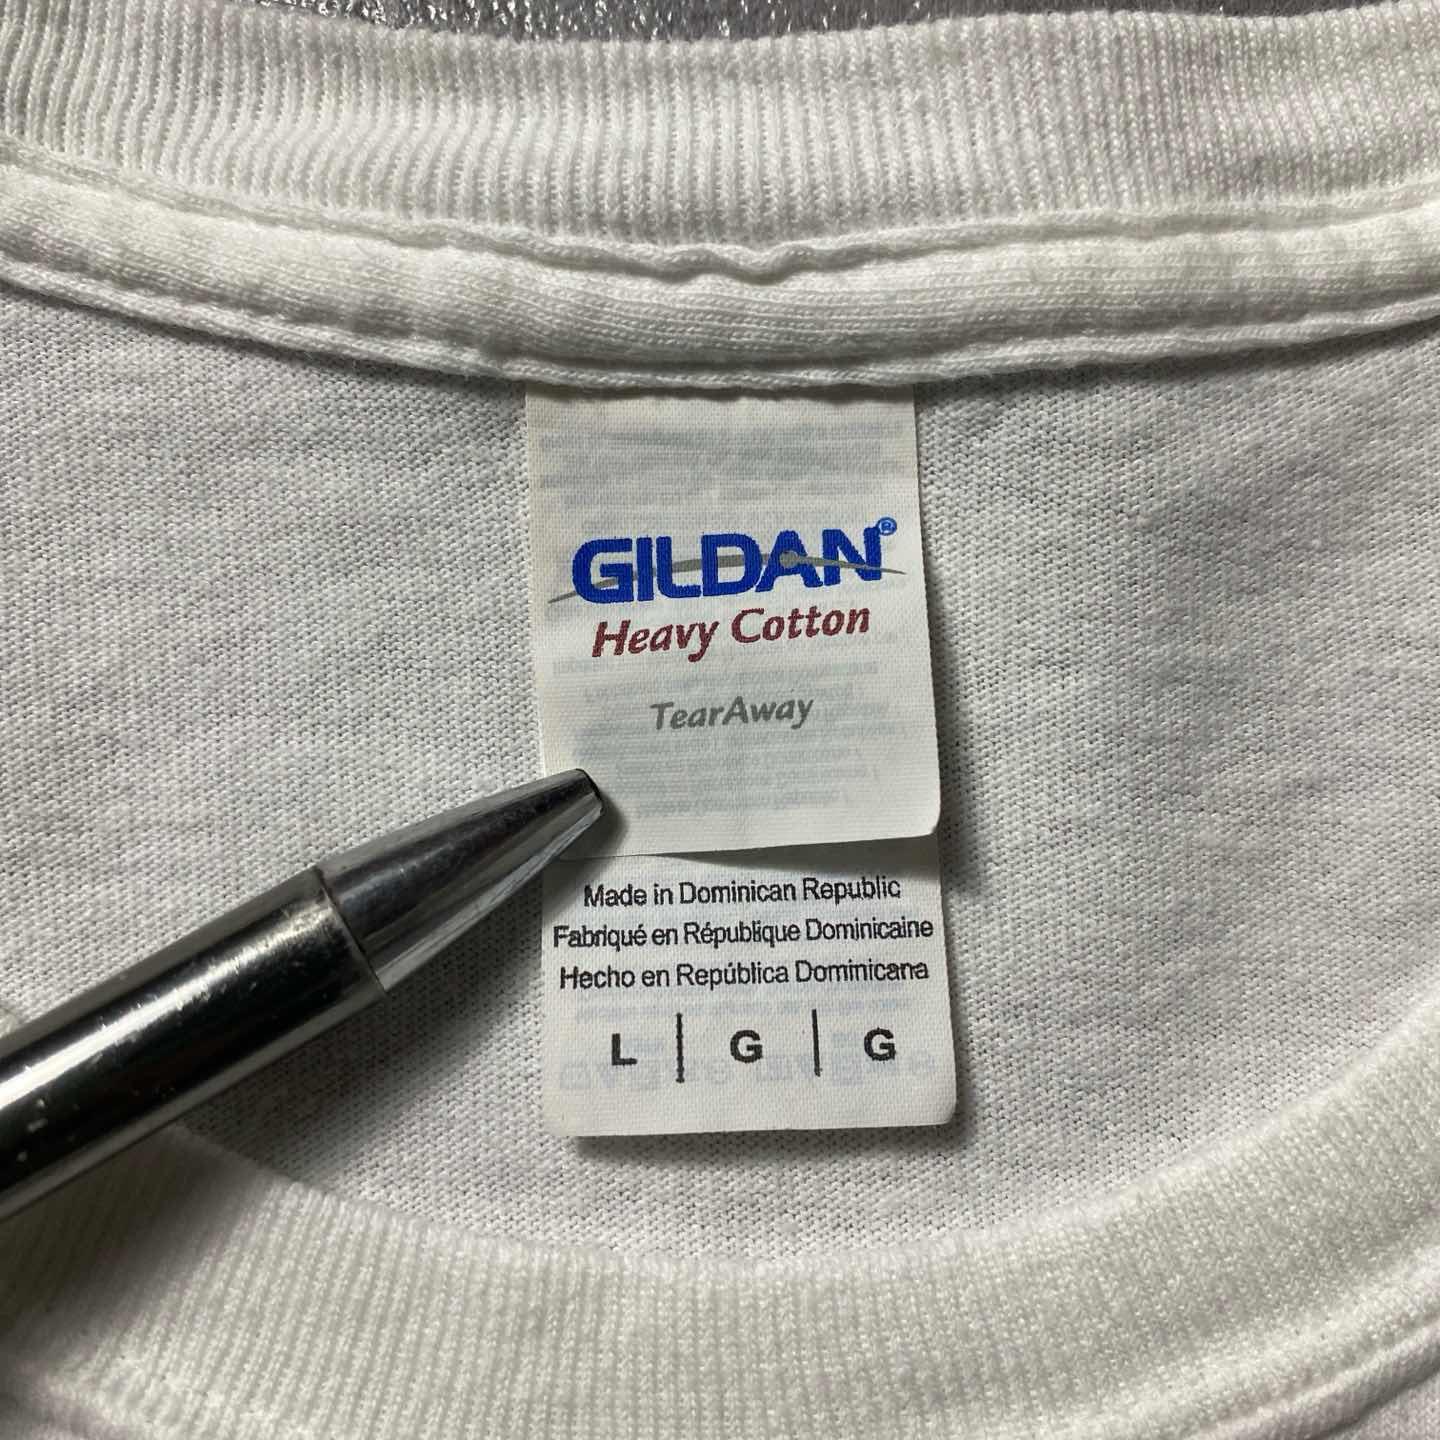 GILDAN®
Heavy Cotton
TearAway
Made in Dominican Republic
Fabriqué en République Dominicaine
Hecho en República Dominicana
L | G | G